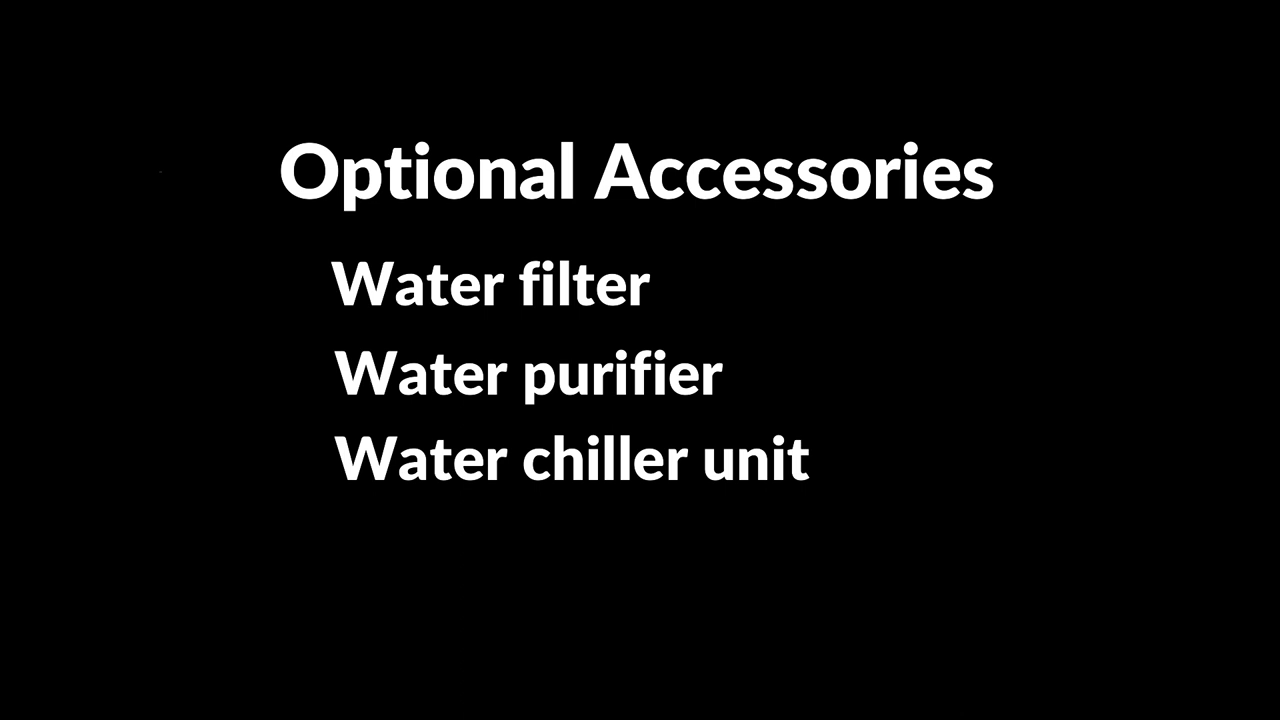 Optional Accessories
Water filter
Water purifier
Water chiller unit